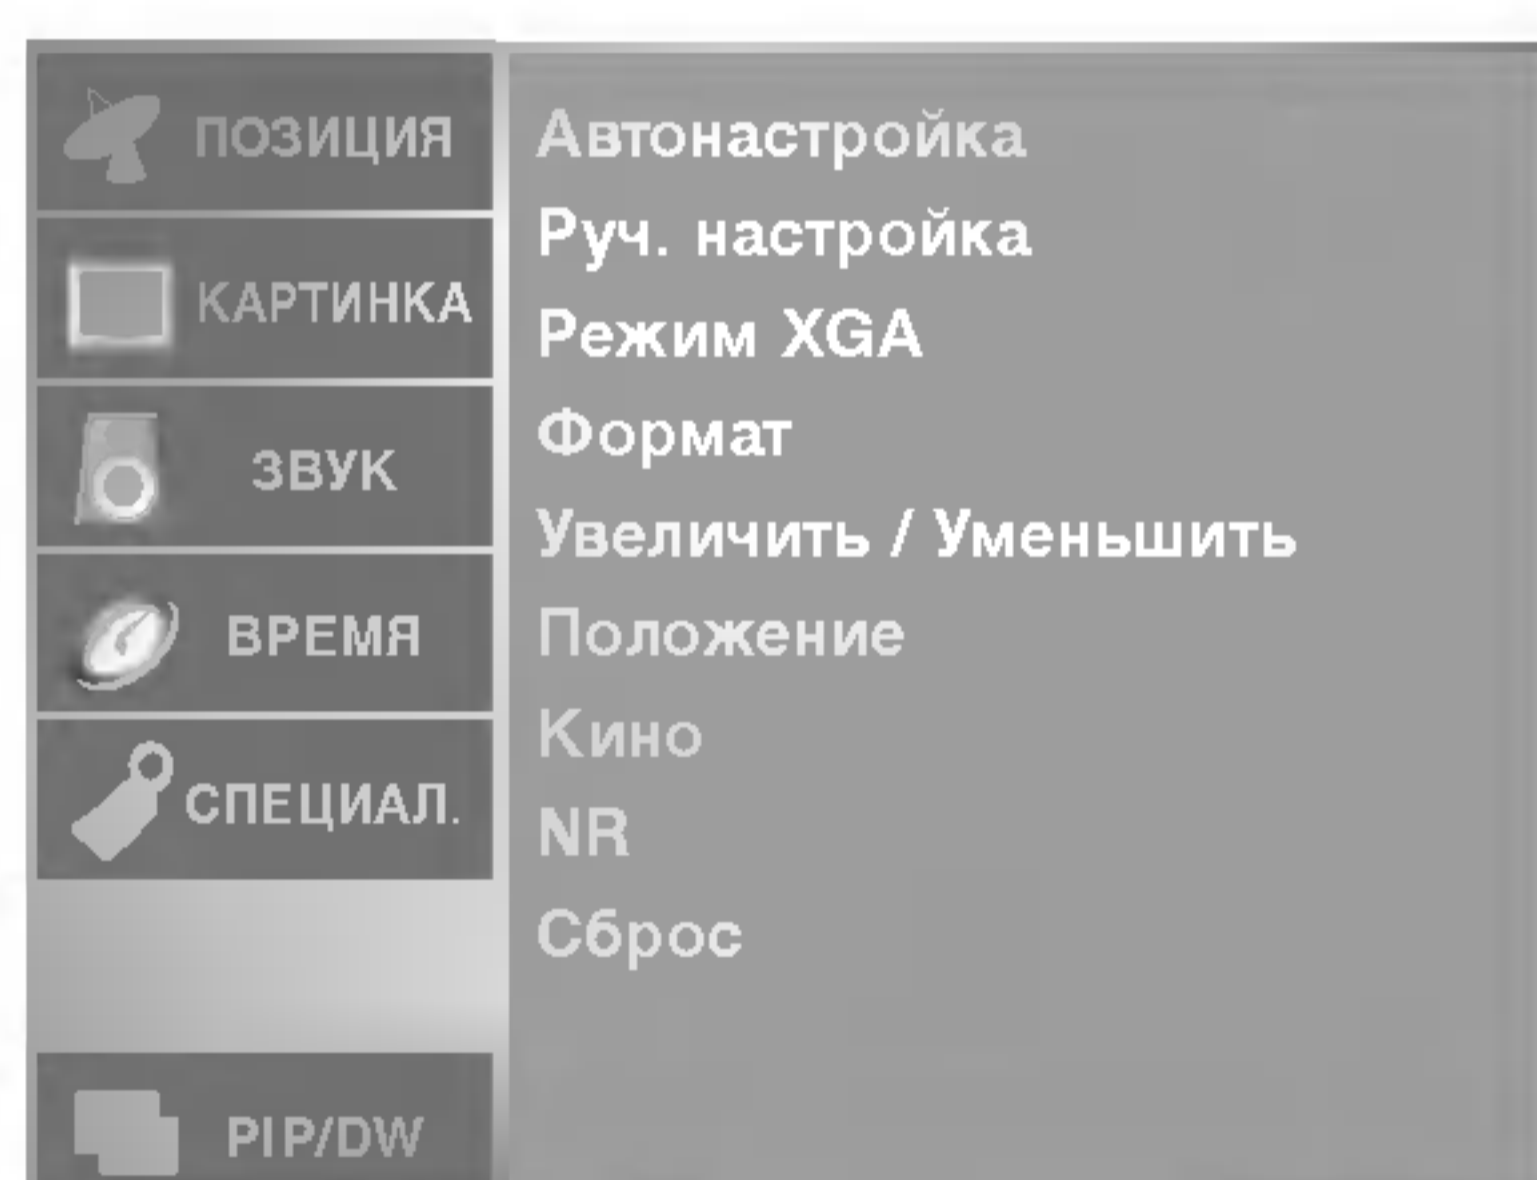 ПОЗИЦИЯ
КАРТИНКА
ЗВУК
ВРЕМЯ
СПЕЦИАЛ.
PIP/DW
Автонастройка
Руч. настройка
Режим XGA
Формат
Увеличить / Уменьшить
Положение
Кино
NR
Сброс